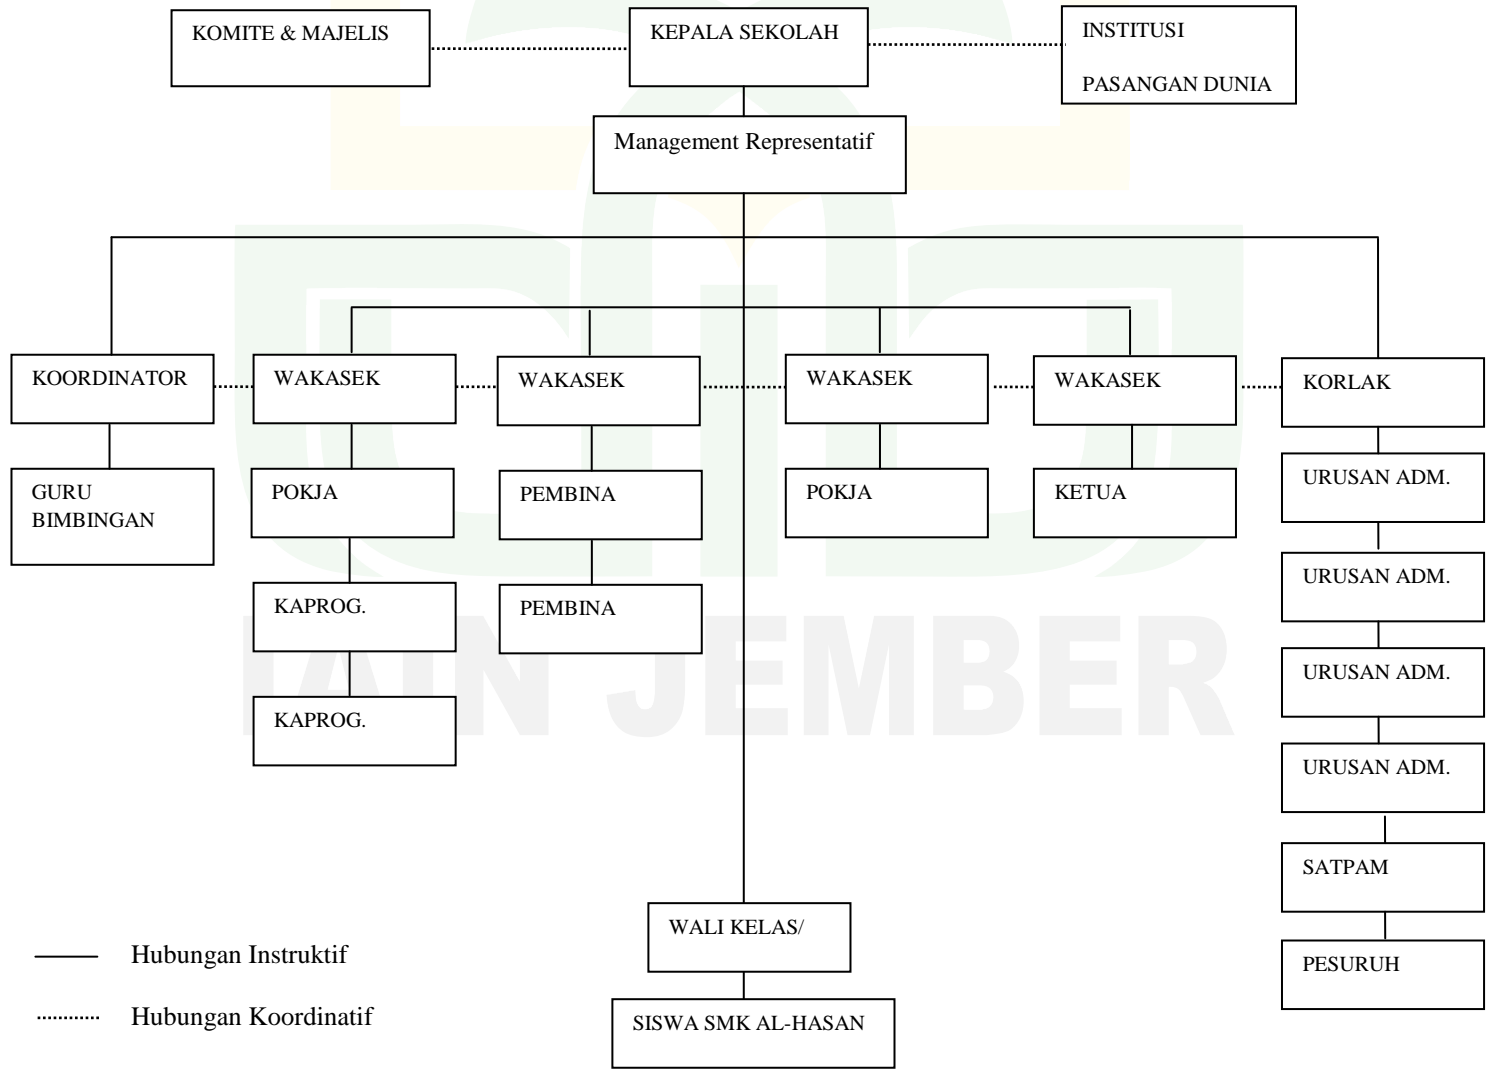 KOMITE & MAJELIS
KEPALA SEKOLAH
INSTITUSI
PASANGAN DUNIA
Management Representatif
KOORDINATOR
WAKASEK
WAKASEK
WAKASEK
WAKASEK
KORLAK
GURU
BIMBINGAN
POKJA
PEMBINA
POKJA
KETUA
URUSAN ADM.
URUSAN ADM.
KAPROG.
PEMBINA
URUSAN ADM.
KAPROG.
URUSAN ADM.
IAIN JEMBER
SATPAM
WALI KELAS/
PESURUH
SISWA SMK AL-HASAN
Hubungan Instruktif
Hubungan Koordinatif